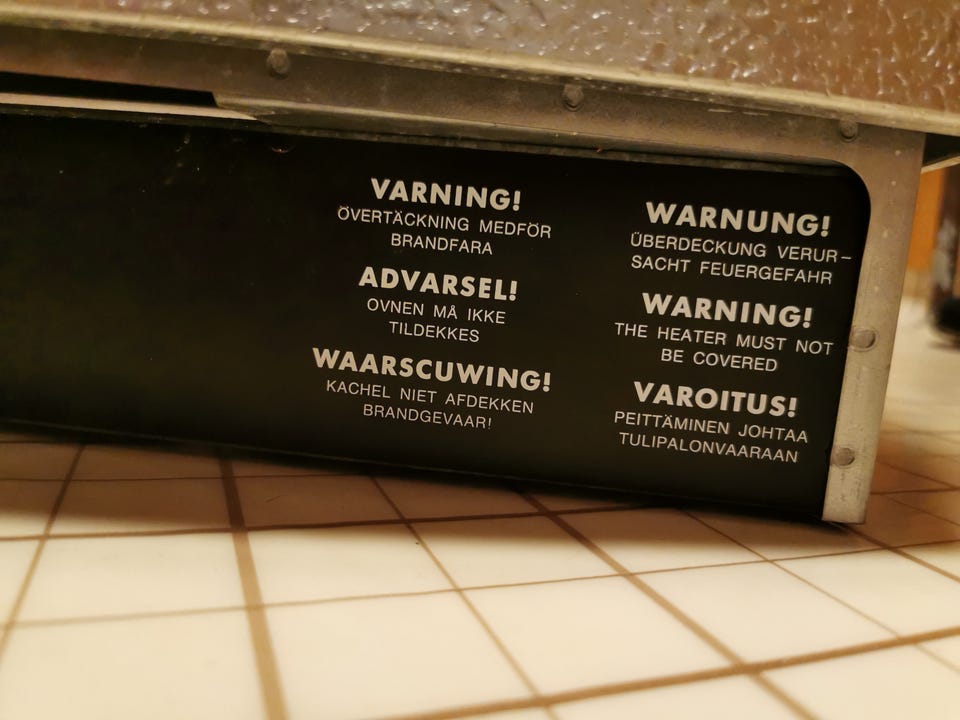 VARNING!
ÖVERTÄCKNING MEDFÖR
BRANDFARA
ADVARSEL!
OVNEN MÅ IKKE
TILDEKKES
WAARSCUWING!
KACHEL NIET AFDEKKEN
BRANDGEVAAR!
WARNUNG!
ÜBERDECKUNG VERUR-
SACHT FEUERGEFAHR
WARNING!
THE HEATER MUST NOT
BE COVERED
VAROITUS!
PEITTÄMINEN JOHTAA
TULIPALONVAARAAN